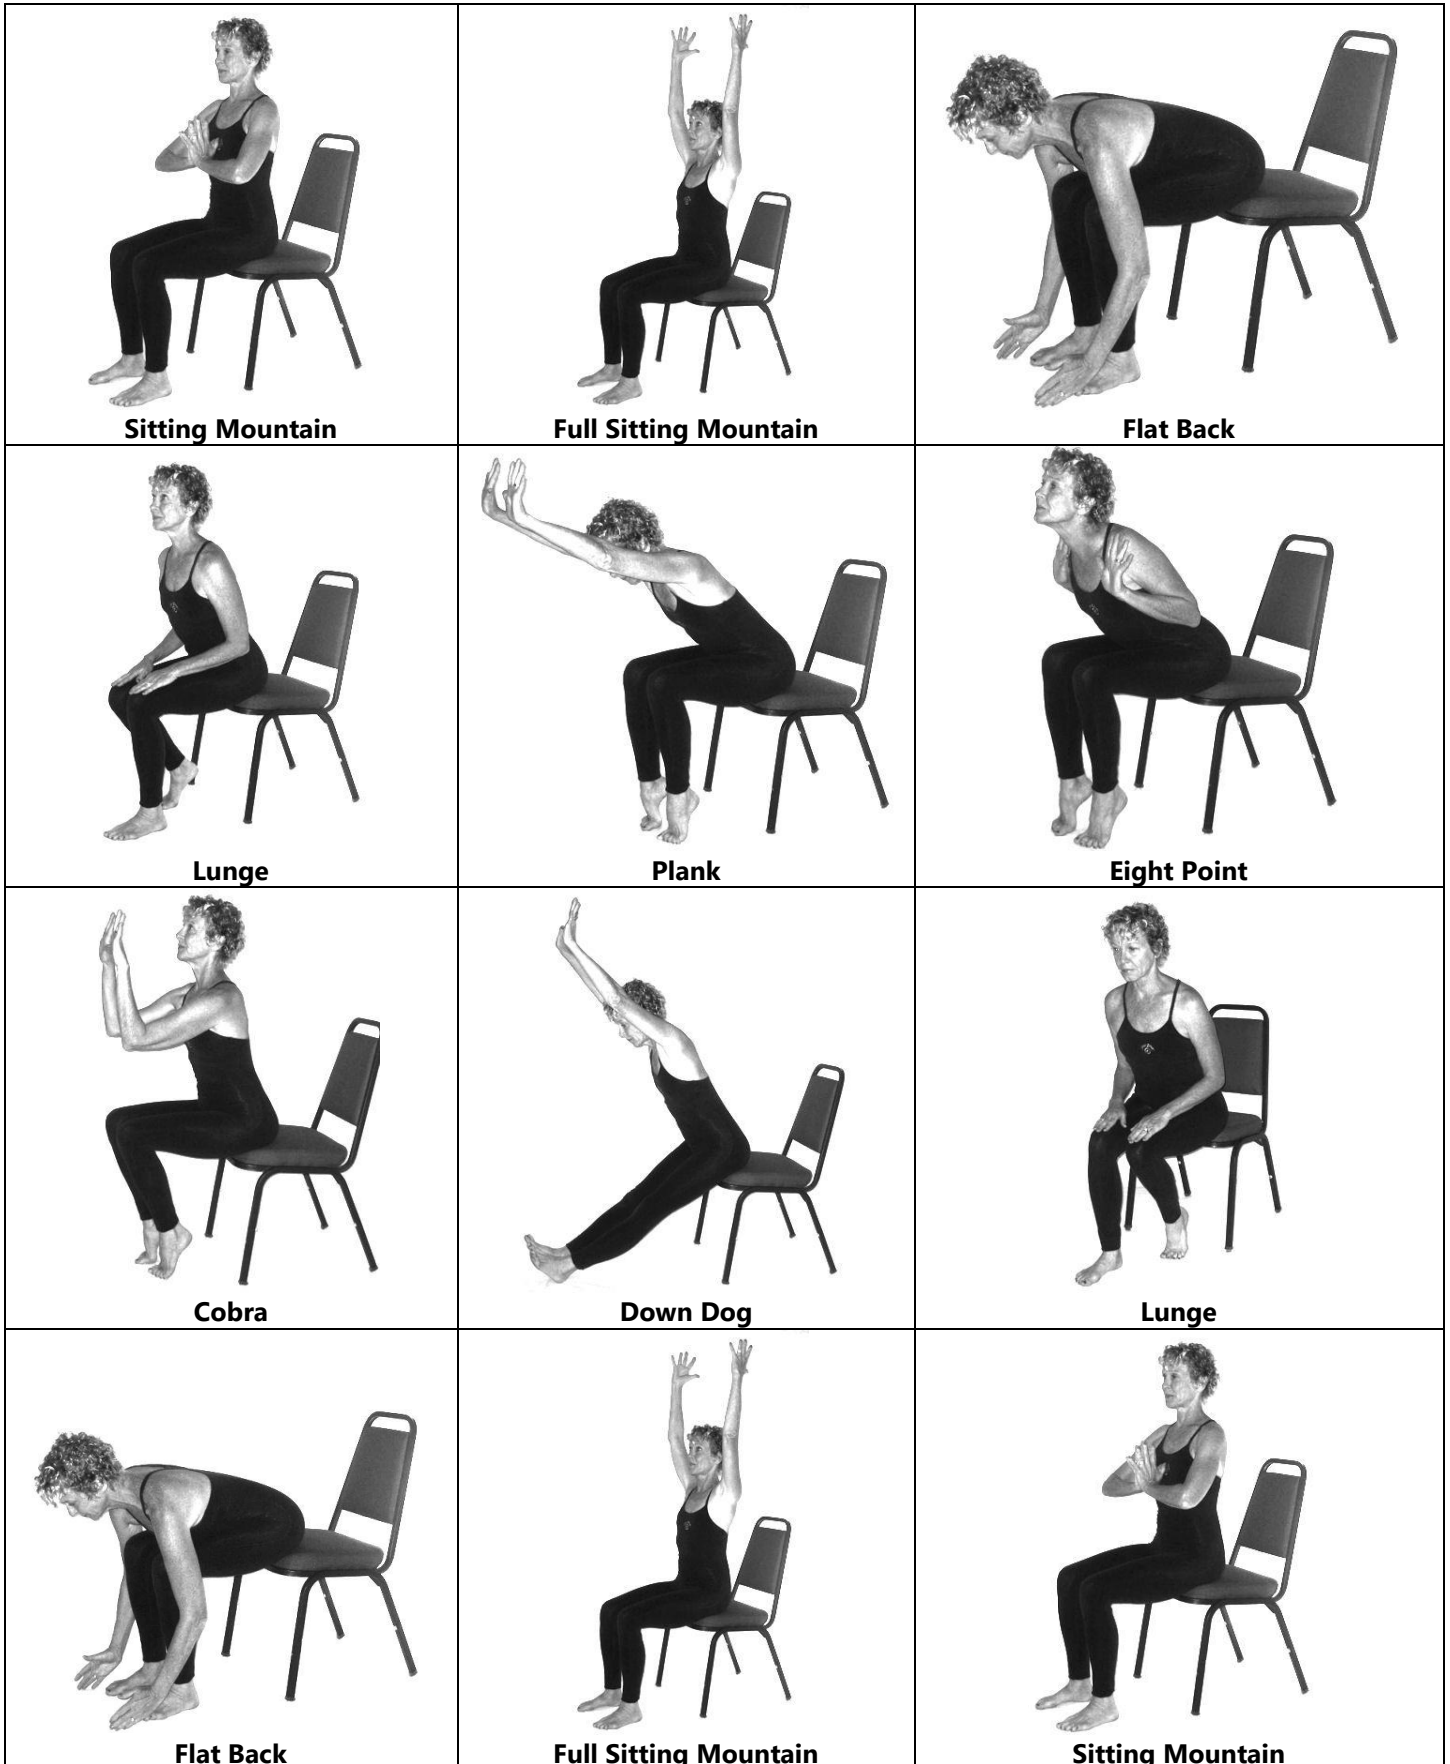 Sitting Mountain
Full Sitting Mountain
Flat Back
Lunge
Plank
Eight Point
Cobra
Down Dog
Lunge
Flat Back
Full Sitting Mountain
Sitting Mountain